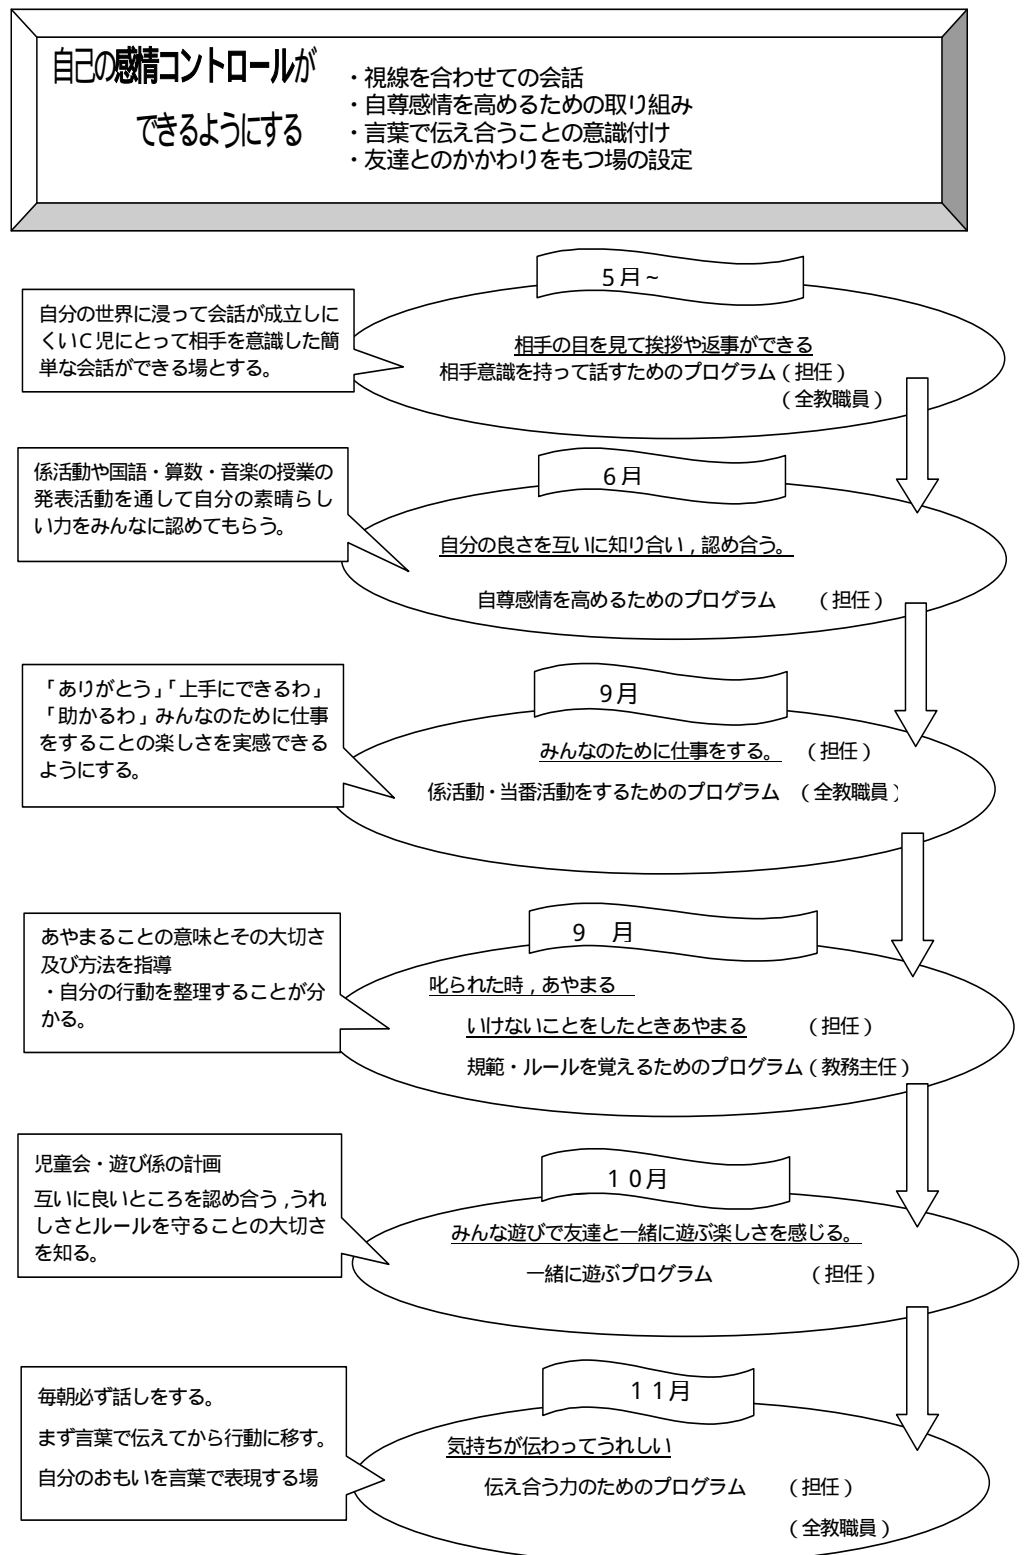 自己の感情コントロールが
できるようにする
・視線を合わせての会話
・自尊感情を高めるための取り組み
・言葉で伝え合うことの意識付け
・友達とのかかわりをもつ場の設定
5月~
自分の世界に浸って会話が成立しに
くいC児にとって相手を意識した簡
単な会話ができる場とする。
相手の目を見て挨拶や返事ができる
相手意識を持って話すためのプログラム(担任)
(全教職員)
6月
係活動や国語・算数・音楽の授業の
発表活動を通して自分の素晴らし
い力をみんなに認めてもらう。
自分の良さを互いに知り合い,認め合う。
自尊感情を高めるためのプログラム (担任)
9月
「ありがとう」「上手にできるわ」
「助かるわ」みんなのために仕事
をすることの楽しさを実感できる
ようにする。
みんなのために仕事をする。 (担任)
係活動・当番活動をするためのプログラム (全教職員)
9 月
あやまることの意味とその大切さ
及び方法を指導
・自分の行動を整理することが分
かる。
叱られた時,あやまる
いけないことをしたときあやまる (担任)
規範・ルールを覚えるためのプログラム(教務主任)
10月
児童会・遊び係の計画
互いに良いところを認め合う,うれ
しさとルールを守ることの大切さ
を知る。
みんな遊びで友達と一緒に遊ぶ楽しさを感じる。
一緒に遊ぶプログラム (担任)
11月
毎朝必ず話しをする。
まず言葉で伝えてから行動に移す。
自分のおもいを言葉で表現する場
気持ちが伝わってうれしい
伝え合う力のためのプログラム (担任)
(全教職員)